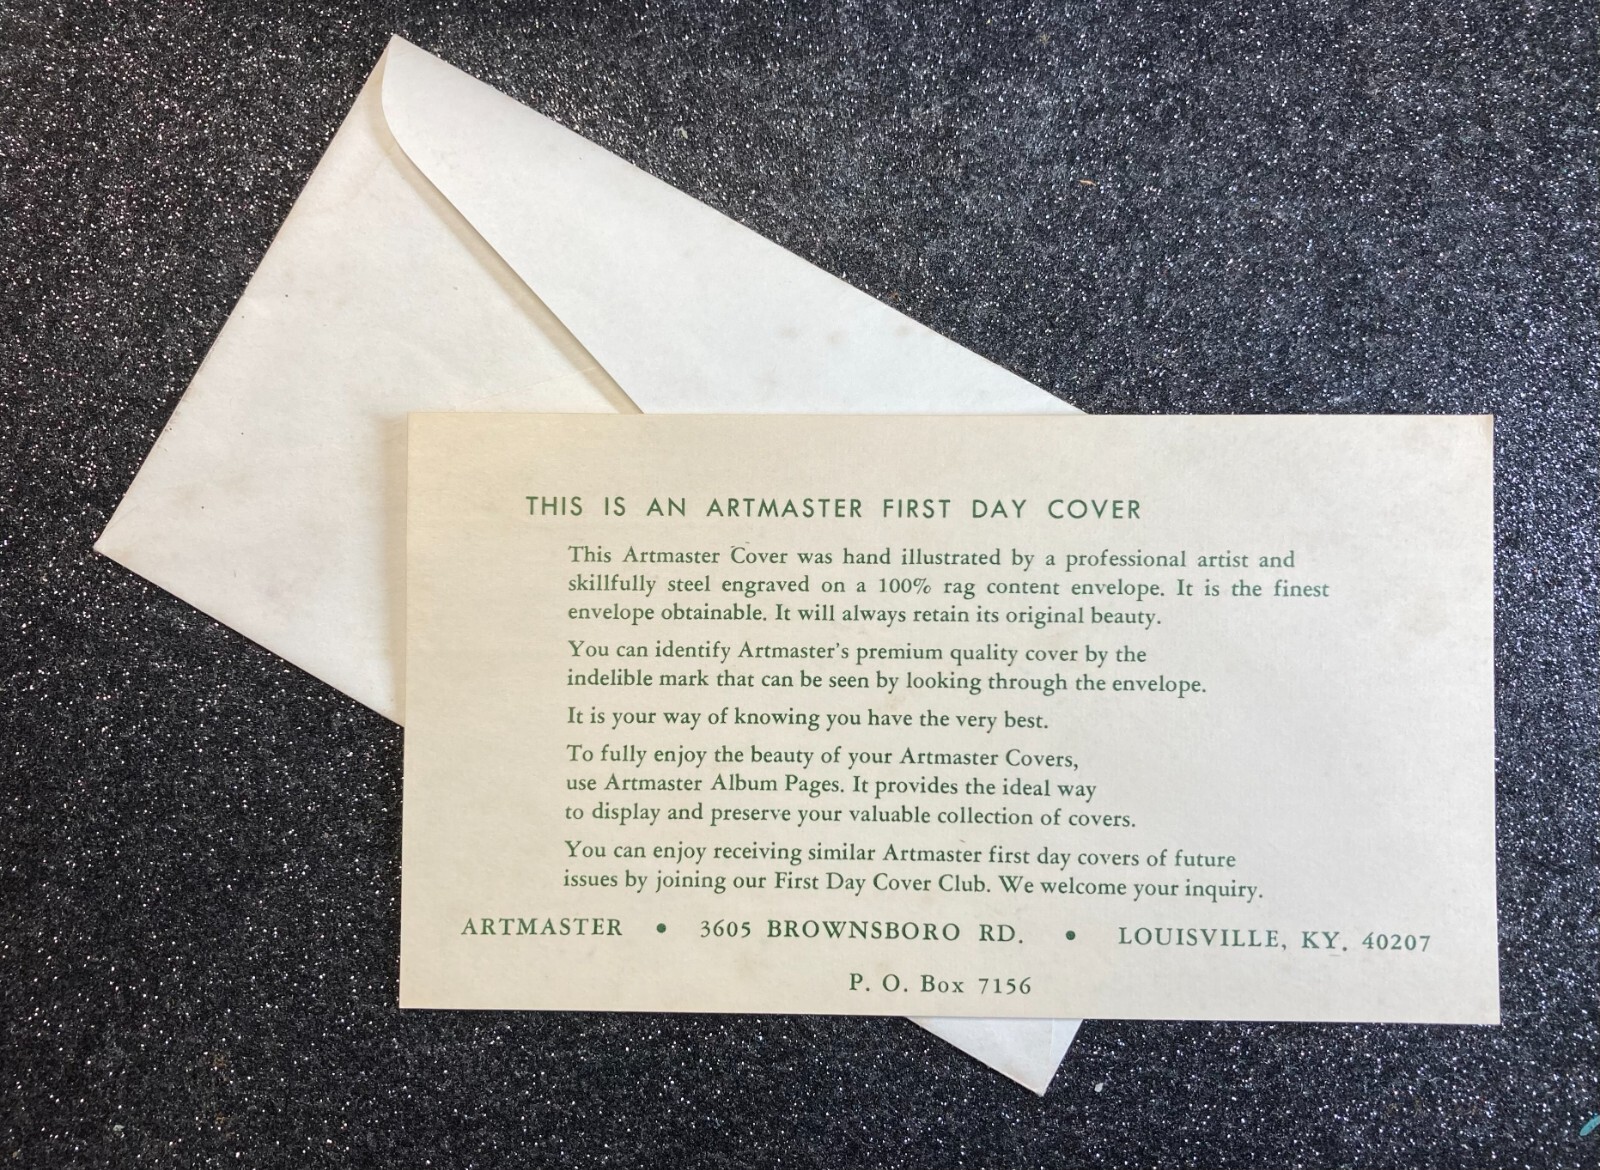 THIS IS AN ARTMASTER FIRST DAY COVER
This Artmaster Cover was hand illustrated by a professional artist and
skillfully steel engraved on a 100% rag content envelope. It is the finest
envelope obtainable. It will always retain its original beauty.
You can identify Artmaster's premium quality cover by the
indelible mark that can be seen by looking through the envelope.
It is your way of knowing you have the very best.
To fully enjoy the beauty of your Artmaster Covers,
use Artmaster Album Pages. It provides the ideal way
to display and preserve your valuable collection of covers.
You can enjoy receiving similar Artmaster first day covers of future
issues by joining our First Day Cover Club. We welcome your inquiry.
ARTMASTER • 3605 BROWNSBORO RD. • LOUISVILLE, KY. 40207
P. O. Box 7156